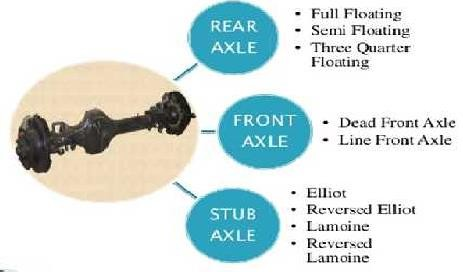 REAR
AXLE
• Full Floating
• Semi Floating
• Three Quarter
Floating
FRONT
AXLE
• Dead Front Axle
• Line Front Axle
STUB
AXLE
• Elliot
• Reversed Elliot
• Lamoine
• Reversed
Lamoine